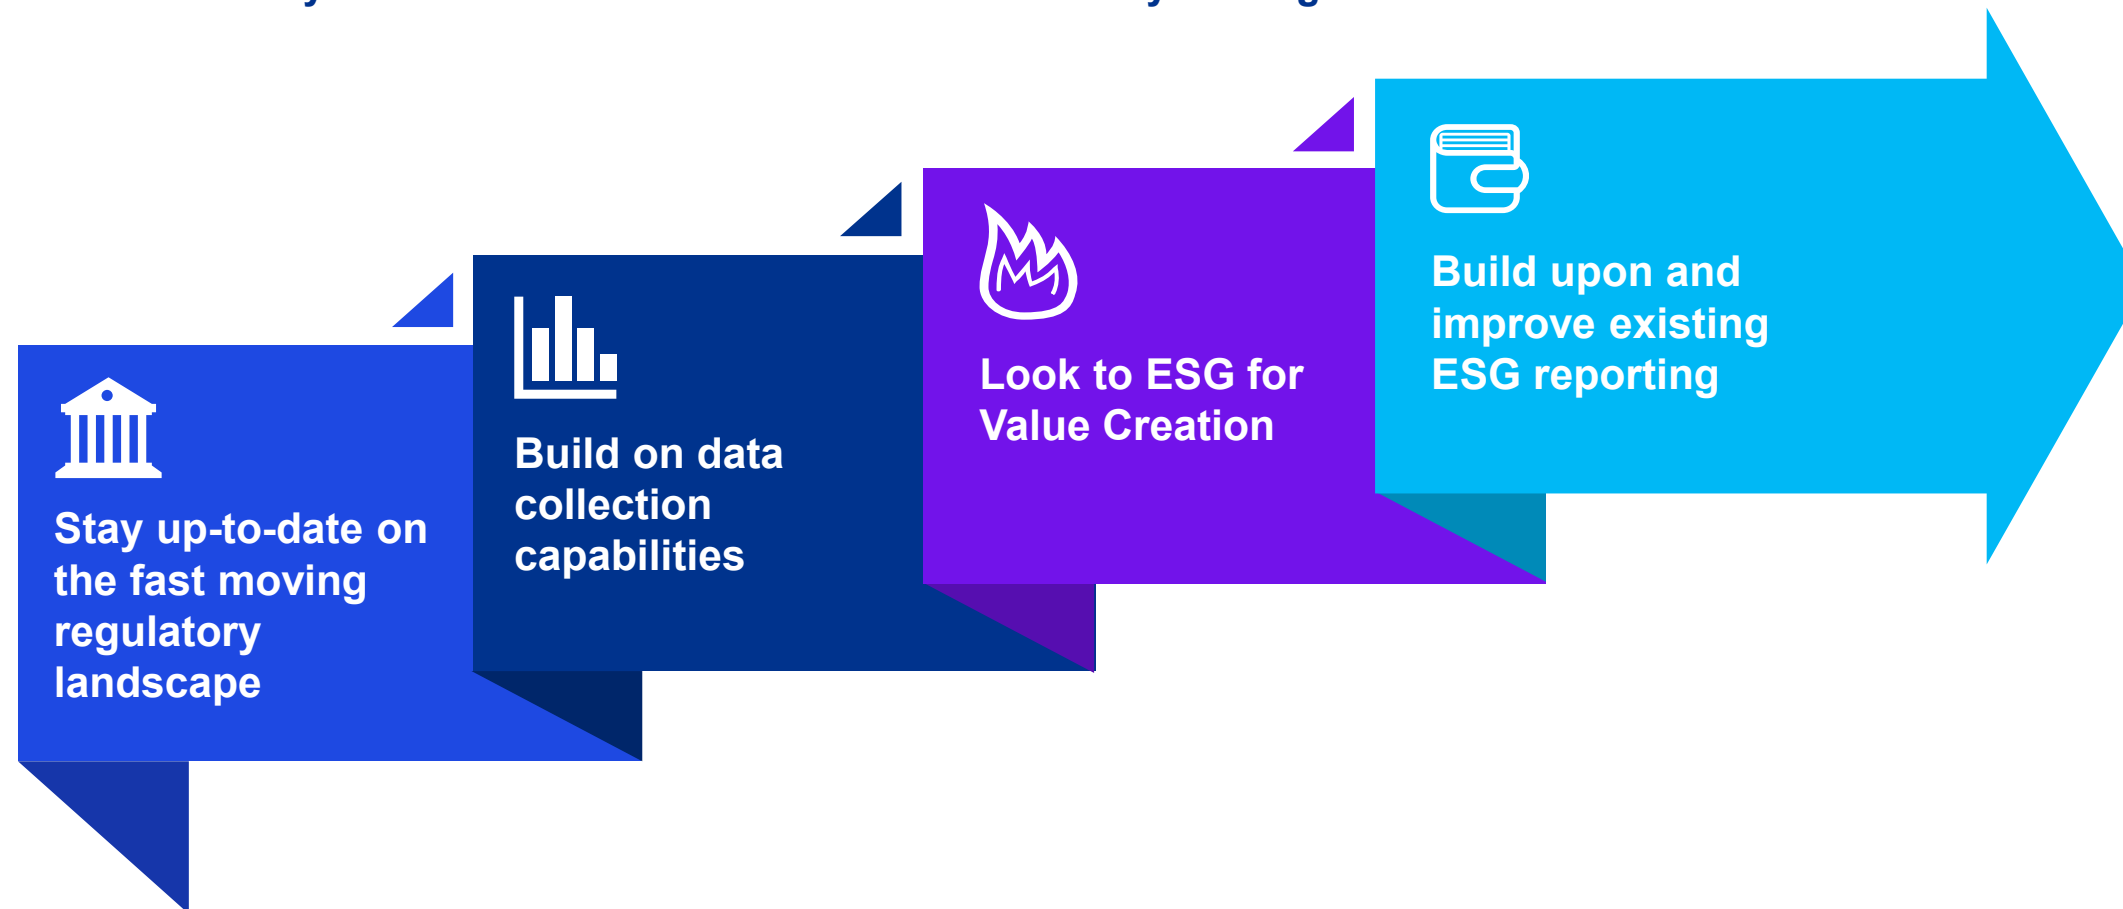 Stay up-to-date on
the fast moving
regulatory
landscape
Build on data
collection
capabilities
Look to ESG for
Value Creation
Build upon and
improve existing
ESG reporting